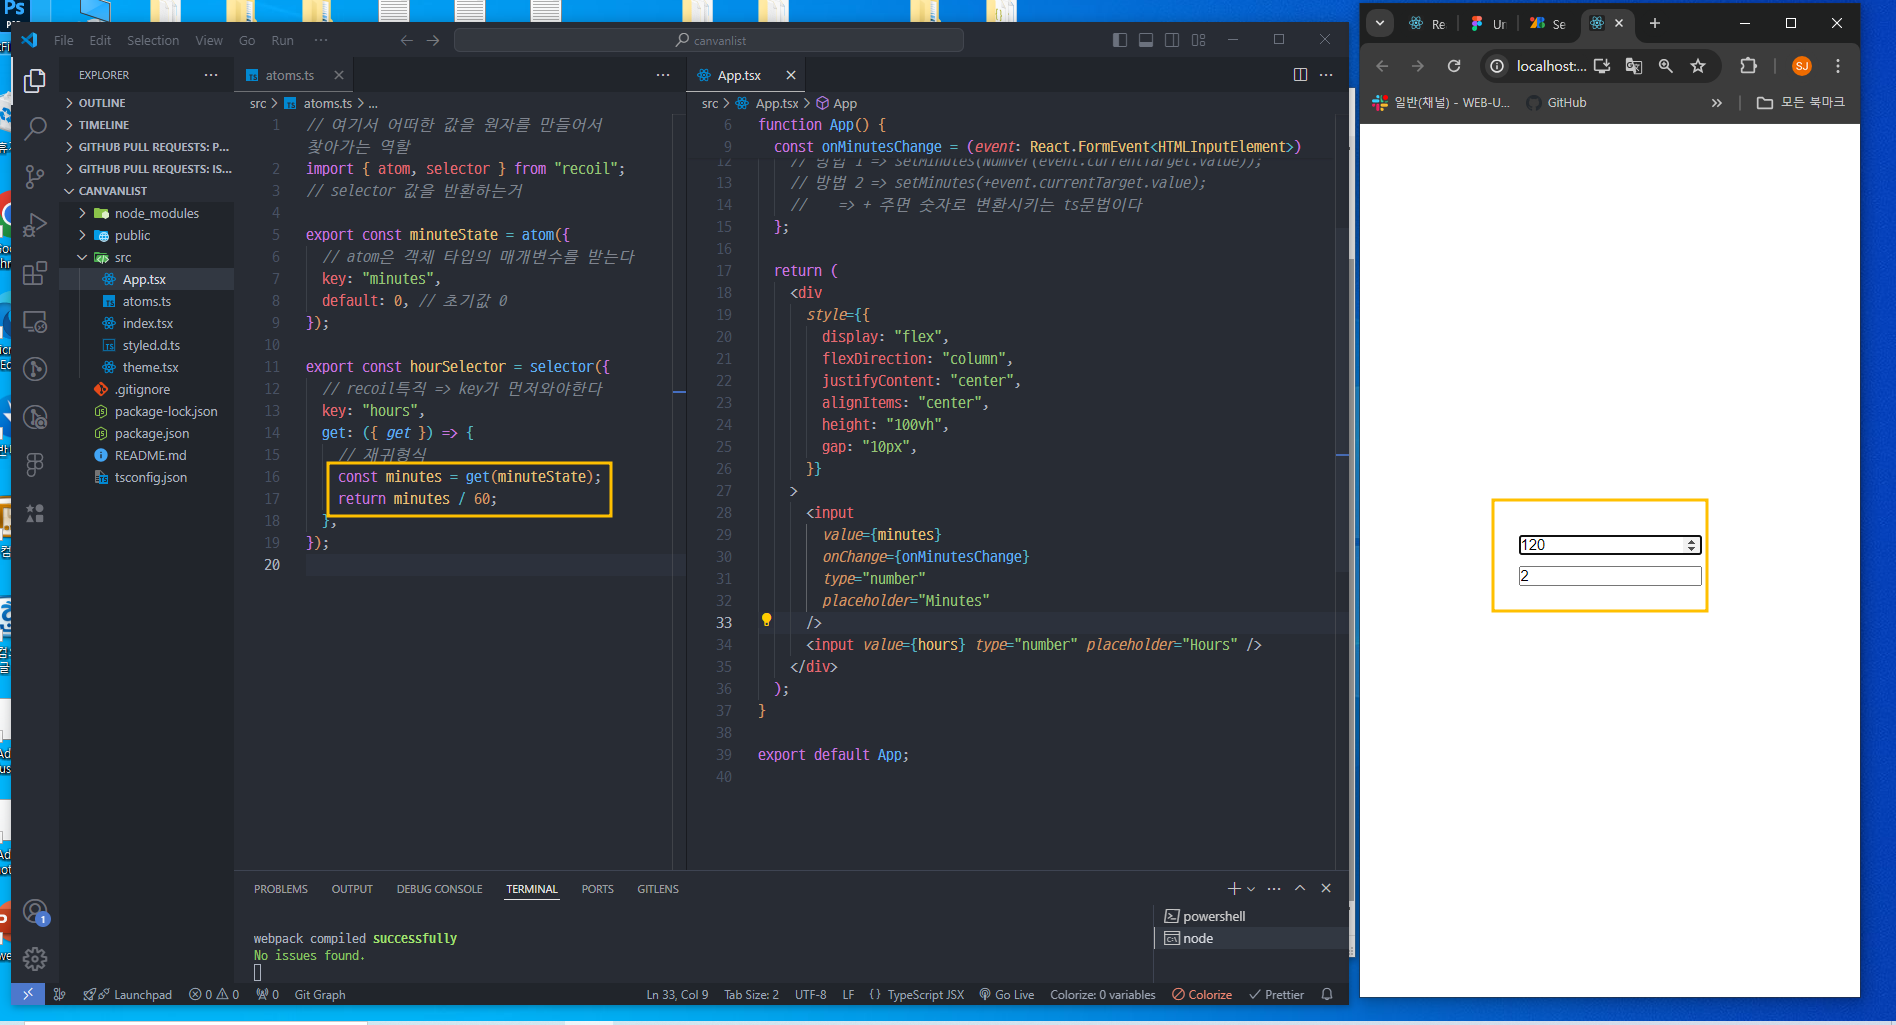 File Edit Selection View Go Run ···
canvanlist
EXPLORER
OUTLINE
TIMELINE
GITHUB PULL REQUESTS: P...
GITHUB PULL REQUESTS: IS...
CANVANLIST
node_modules
public
src
App.tsx
atoms.ts
index.tsx
styled.d.ts
theme.tsx
.gitignore
package-lock.json
package.json
README.md
tsconfig.json
atoms.ts
src > atoms.ts > ...
1 // 여기서 어떠한 값을 원자를 만들어서
찾아가는 역할
2 import { atom, selector } from "recoil";
3 // selector 값을 반환하는거
4
5 export const minuteState = atom({
6 // atom은 객체 타입의 매개변수를 받는다
7 key: "minutes",
8 default: 0, // 초기값 0
9 });
10
11 export const hourSelector = selector({
12 // recoil특직 => key가 먼저와야한다
13 key: "hours",
14 get: ({ get }) => {
15 // 재귀형식
16 const minutes = get(minuteState);
17 return minutes / 60;
18 },
19 });
20
App.tsx
src > App.tsx > App
6 function App() {
9 const onMinutesChange = (event: React.FormEvent<HTMLInputElement>)
12 // 방법 1 => setMinutes(Numver(event.currentTarget.value));
13 // 방법 2 => setMinutes(+event.currentTarget.value);
14 // => + 주면 숫자로 변환시키는 ts문법이다
15 };
16
17 return (
18 <div
19 style={{
20 display: "flex",
21 flexDirection: "column",
22 justifyContent: "center",
23 alignItems: "center",
24 height: "100vh",
25 gap: "10px",
26 }}
27 >
28 <input
29 value={minutes}
30 onChange={onMinutesChange}
31 type="number"
32 placeholder="Minutes"
33 />
34 <input value={hours} type="number" placeholder="Hours" />
35 </div>
36 );
37 }
38
39 export default App;
40
PROBLEMS OUTPUT DEBUG CONSOLE TERMINAL PORTS GITLENS
webpack compiled successfully
No issues found.
powershell
node
1
Launchpad 0 0 0 Git Graph
Ln 33, Col 9 Tab Size: 2 UTF-8 LF {} TypeScript JSX Go Live Colorize: 0 variables Colorize Prettier
Re Ur Se
localhost:...
SJ
일반(채널) - WEB-U... GitHub » 모든 북마크
120
2